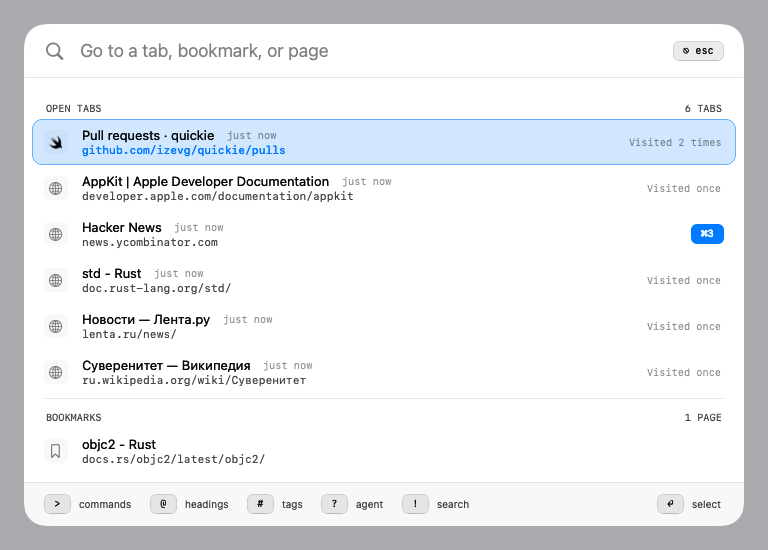 Go to a tab, bookmark, or page
esc
OPEN TABS 6 TABS
Pull requests · quickie just now
github.com/izevg/quickie/pulls
Visited 2 times
AppKit | Apple Developer Documentation just now
developer.apple.com/documentation/appkit
Visited once
Hacker News just now
news.ycombinator.com
⌘3
std - Rust just now
doc.rust-lang.org/std/
Visited once
Новости — Лента.ру just now
lenta.ru/news/
Visited once
Суверенитет — Википедия just now
ru.wikipedia.org/wiki/Суверенитет
Visited once
BOOKMARKS 1 PAGE
objc2 - Rust
docs.rs/objc2/latest/objc2/
> commands @ headings # tags ? agent ! search ↵ select